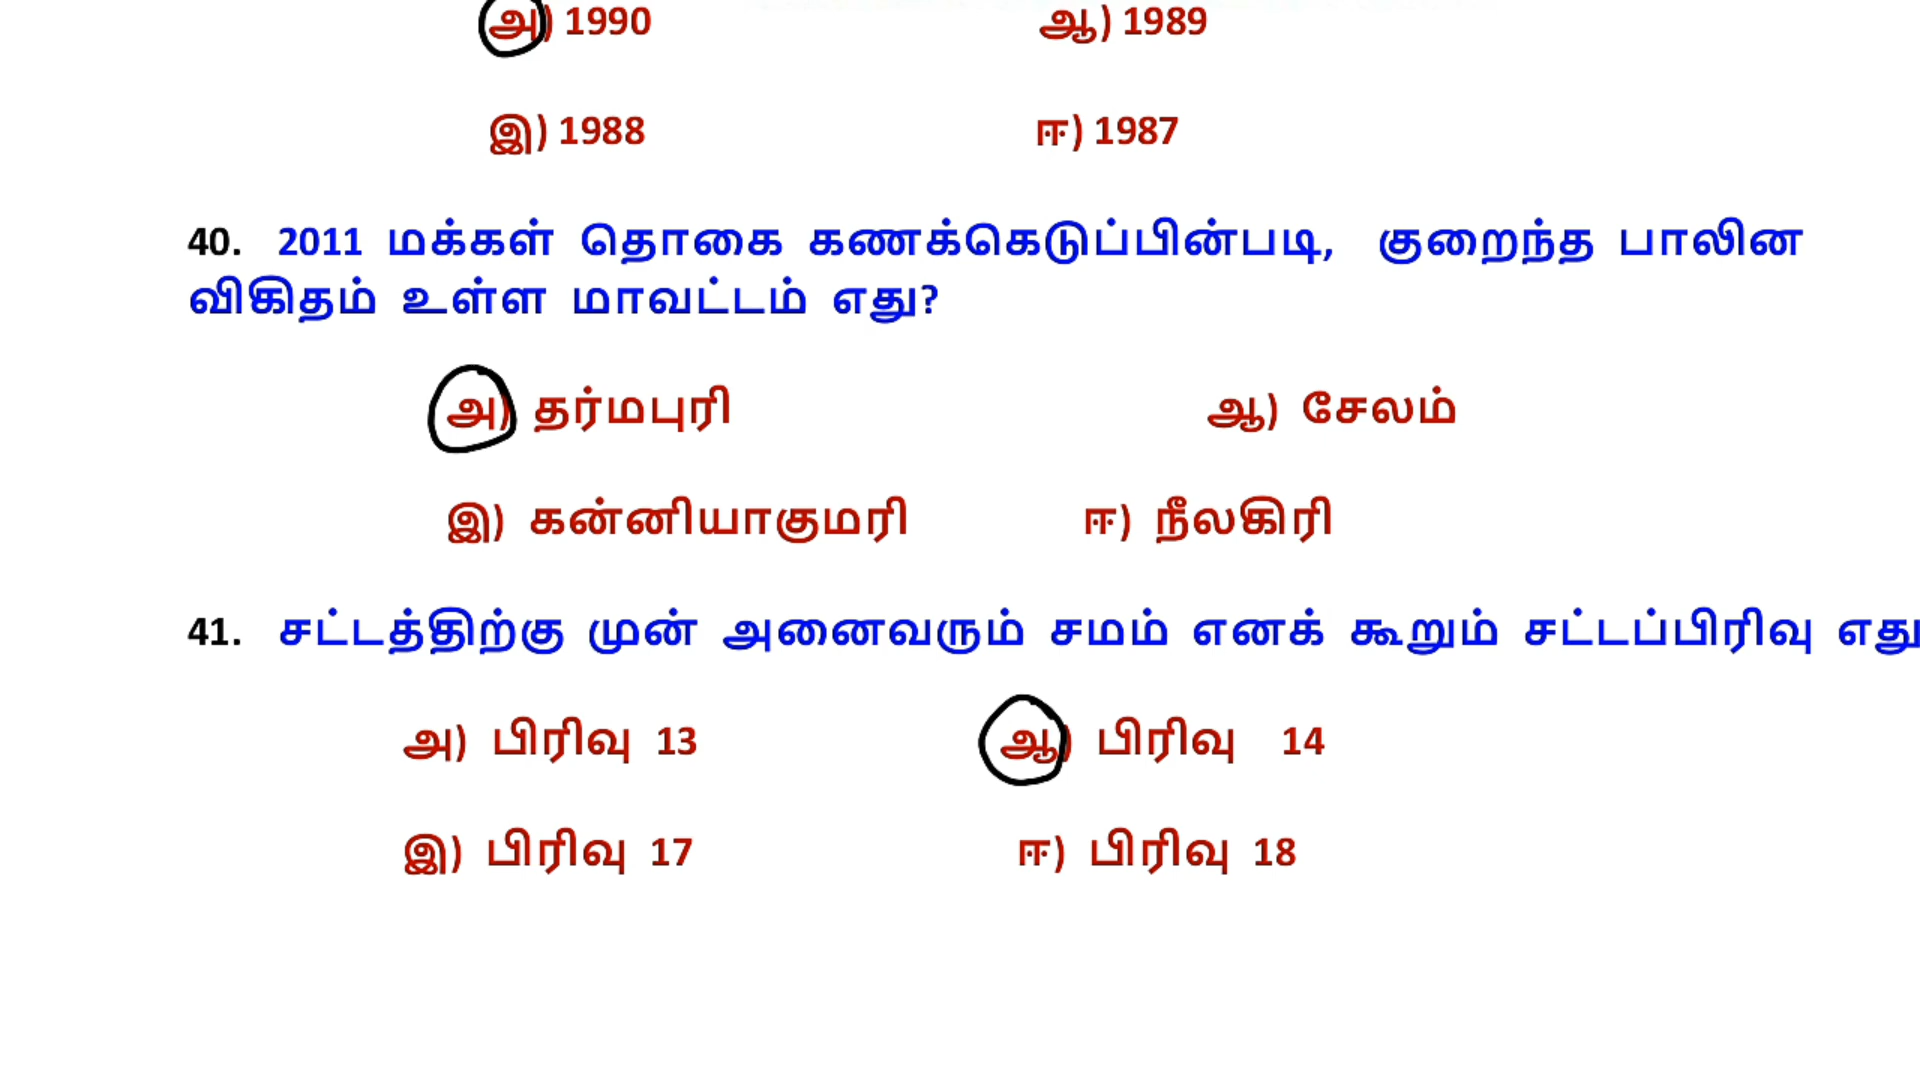 அ) 1990 ஆ) 1989
இ) 1988 ஈ) 1987
40. 2011 மக்கள் தொகை கணக்கெடுப்பின்படி, குறைந்த பாலின
விகிதம் உள்ள மாவட்டம் எது?
அ) தர்மபுரி ஆ) சேலம்
இ) கன்னியாகுமரி ஈ) நீலகிரி
41. சட்டத்திற்கு முன் அனைவரும் சமம் எனக் கூறும் சட்டப்பிரிவு எது
அ) பிரிவு 13 ஆ) பிரிவு 14
இ) பிரிவு 17 ஈ) பிரிவு 18